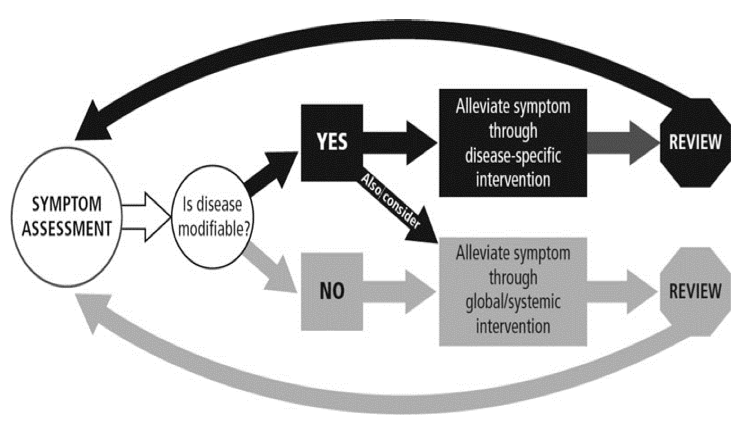 SYMPTOM
ASSESSMENT
Is disease
modifiable?
YES
Also consider
Alleviate symptom
through
disease-specific
intervention
REVIEW
NO
Alleviate symptom
through
global/systemic
intervention
REVIEW